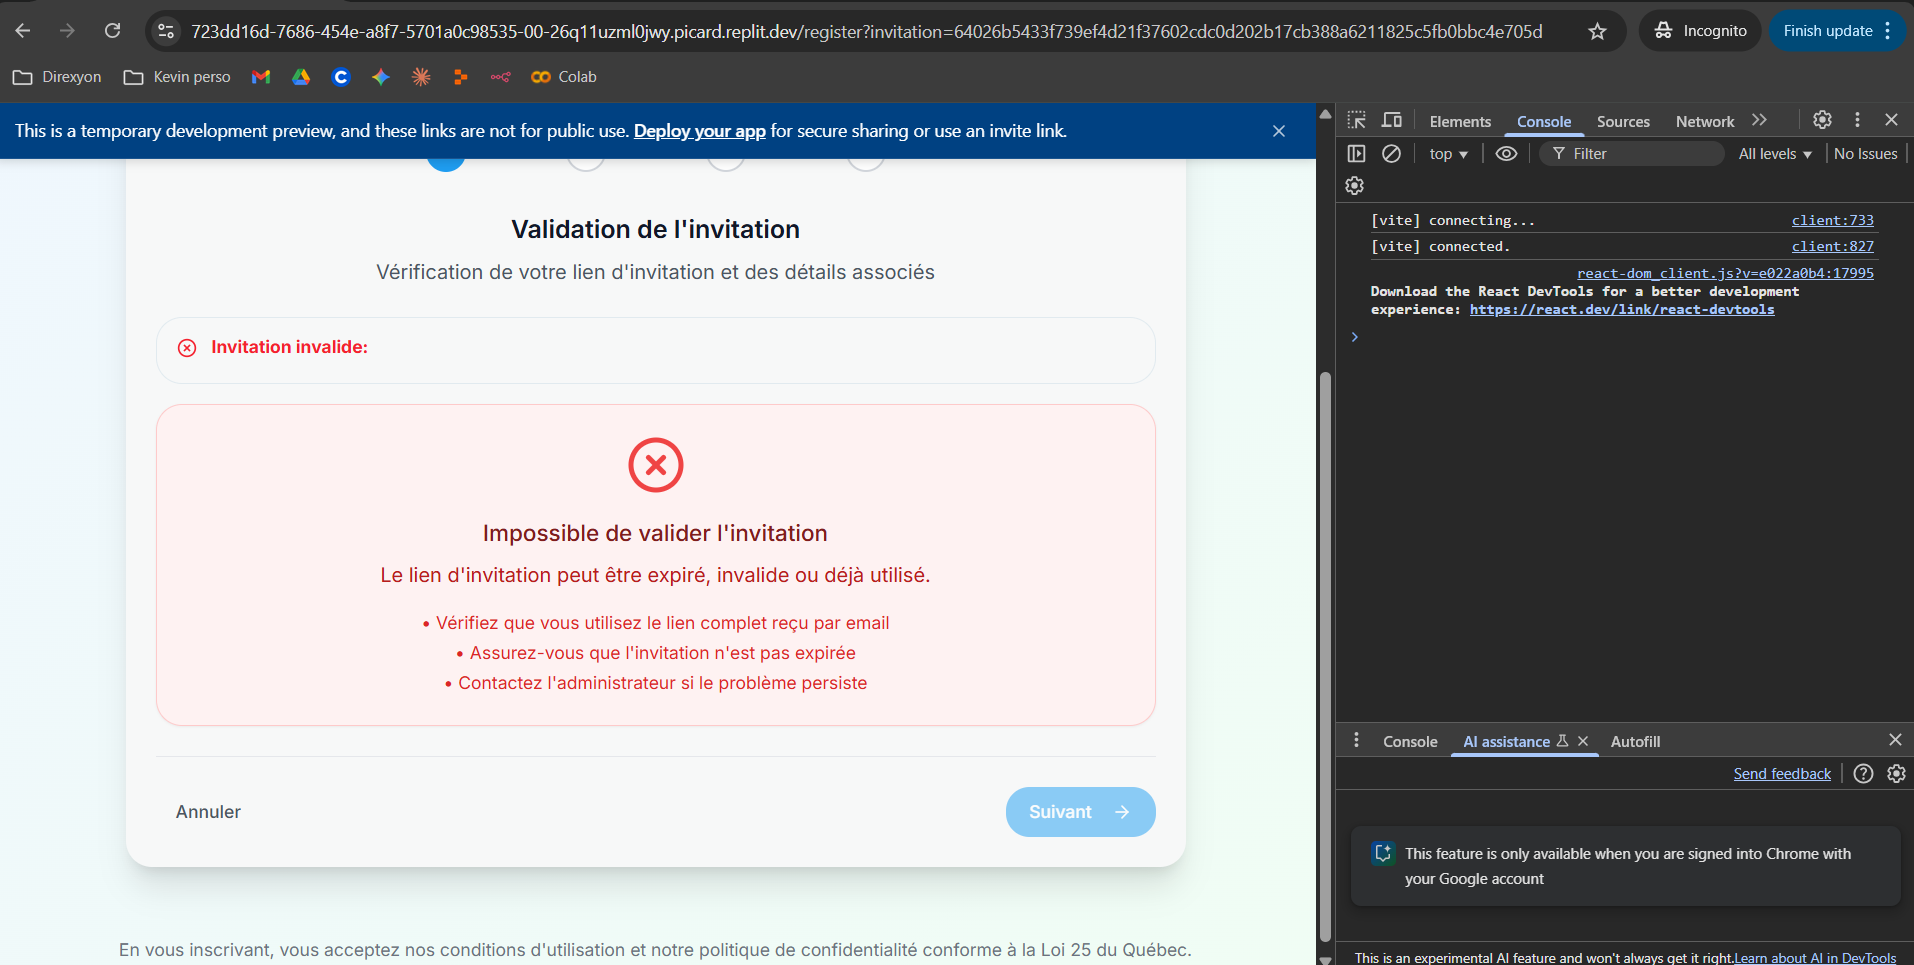 723dd16d-7686-454e-a8f7-5701a0c98535-00-26q11uzml0jwy.picard.replit.dev/register?invitation=64026b5433f739ef4d21f37602cdc0d202b17cb388a6211825c5fb0bbc4e705d
Incognito
Finish update
Direxyon
Kevin perso
Colab
This is a temporary development preview, and these links are not for public use. Deploy your app for secure sharing or use an invite link.
Validation de l'invitation
Vérification de votre lien d'invitation et des détails associés
Invitation invalide:
Impossible de valider l'invitation
Le lien d'invitation peut être expiré, invalide ou déjà utilisé.
• Vérifiez que vous utilisez le lien complet reçu par email
• Assurez-vous que l'invitation n'est pas expirée
• Contactez l'administrateur si le problème persiste
Annuler
Suivant
En vous inscrivant, vous acceptez nos conditions d'utilisation et notre politique de confidentialité conforme à la Loi 25 du Québec.
Elements Console Sources Network
top Filter All levels No Issues
[vite] connecting... client:733
[vite] connected. client:827
react-dom_client.js?v=e022a0b4:17995
Download the React DevTools for a better development
experience: https://react.dev/link/react-devtools
Console AI assistance Autofill
Send feedback
This feature is only available when you are signed into Chrome with
your Google account
This is an experimental AI feature and won't always get it right. Learn about AI in DevTools